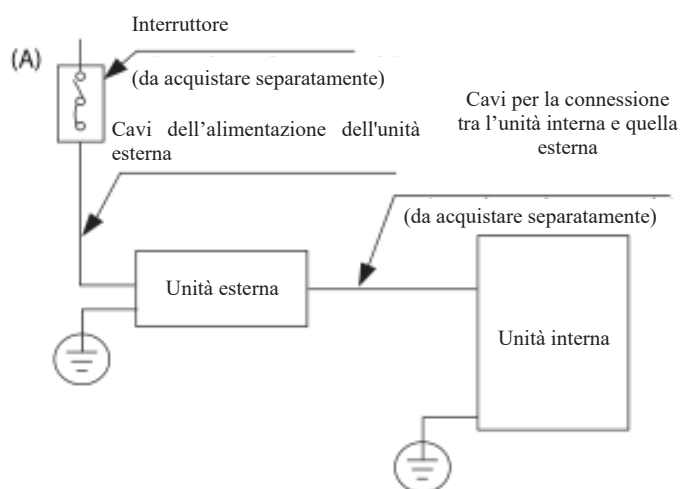 Interruttore
(A)
(da acquistare separatamente)
Cavi dell’alimentazione dell'unità
esterna
Cavi per la connessione
tra l’unità interna e quella
esterna
(da acquistare separatamente)
Unità esterna
Unità interna